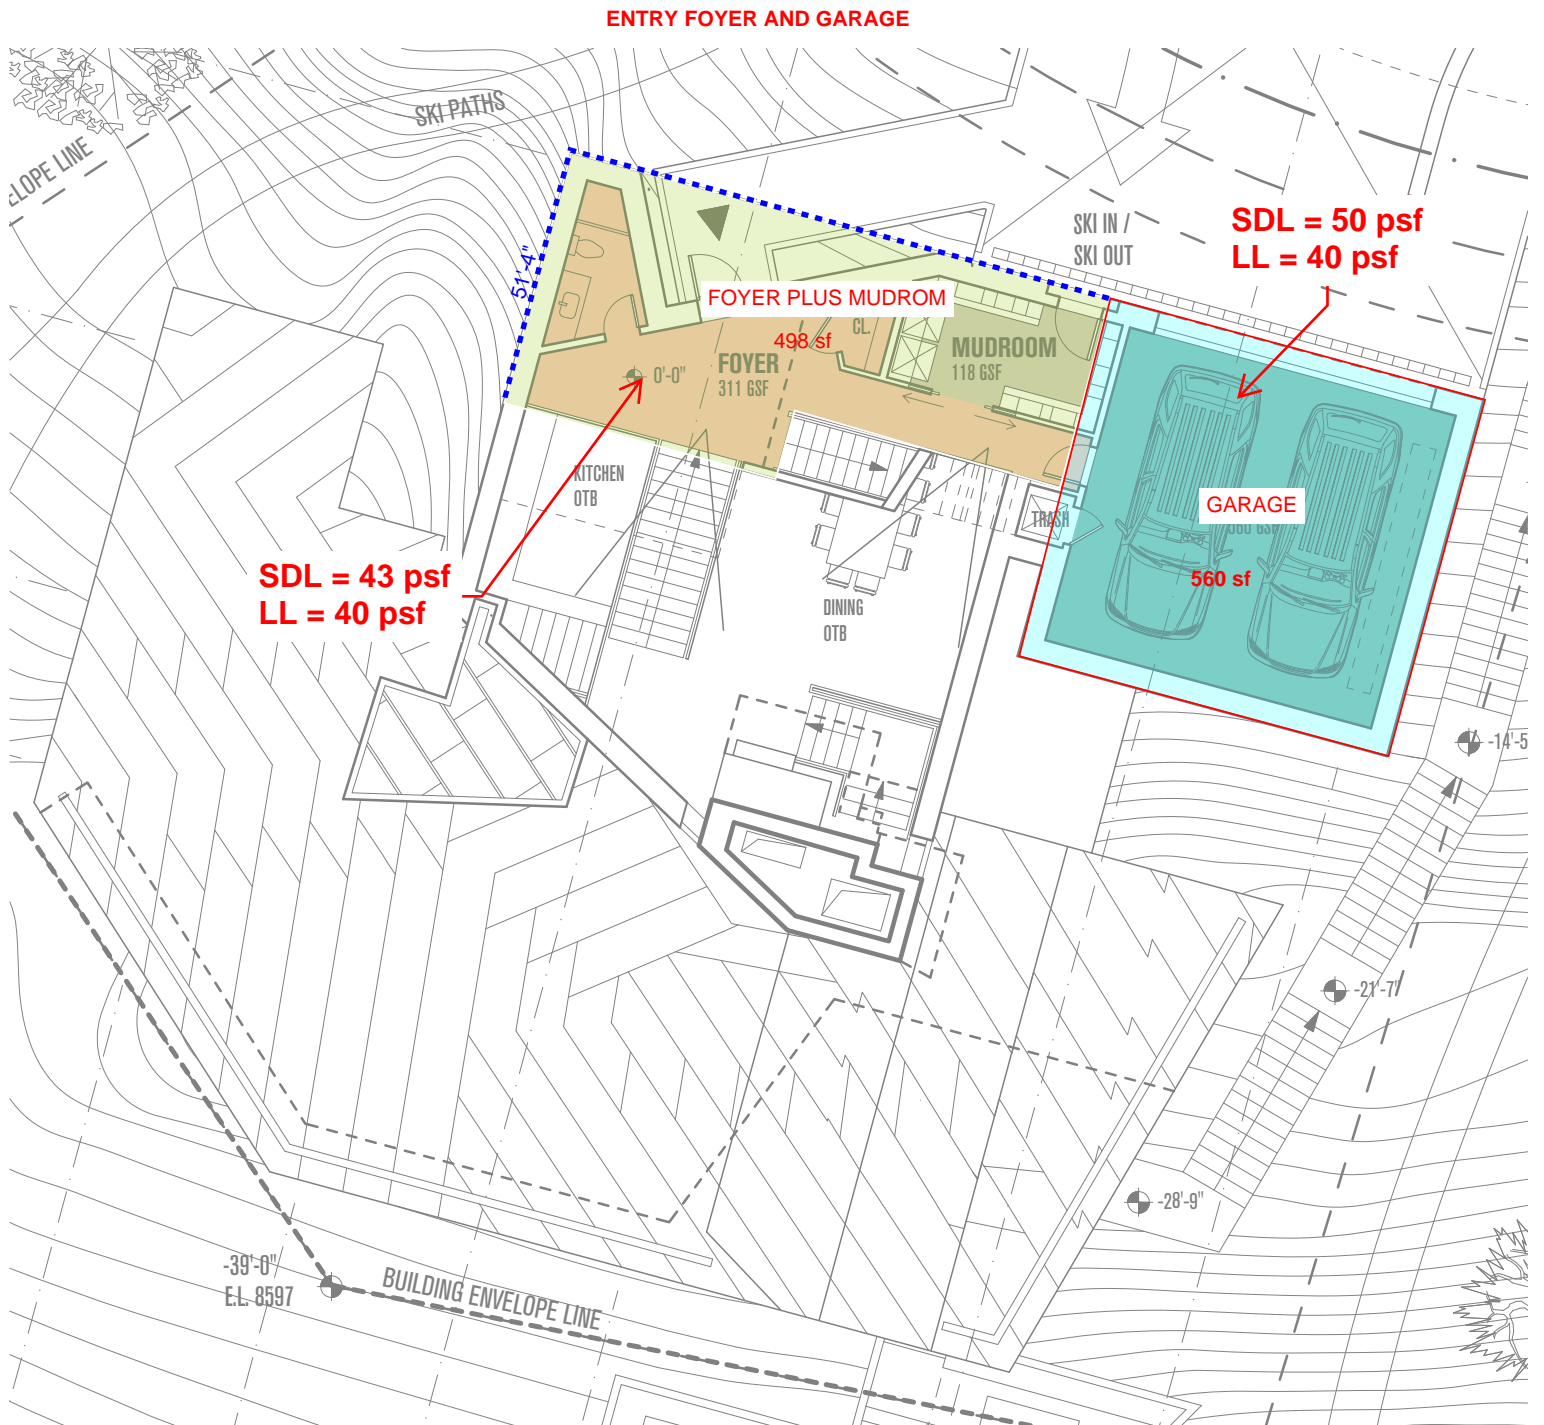 ENTRY FOYER AND GARAGE
SKI PATHS
ELOPE LINE
51'-4"
SKI IN /
SKI OUT
SDL = 50 psf
LL = 40 psf
FOYER PLUS MUDROM
498 sf
CL.
FOYER
311 GSF
0'-0"
MUDROOM
118 GSF
KITCHEN
OTB
TRASH
GARAGE
560 GSF
560 sf
SDL = 43 psf
LL = 40 psf
DINING
OTB
-14'-5
-21'-7"
-28'-9"
-39'-0"
E.L. 8597
BUILDING ENVELOPE LINE